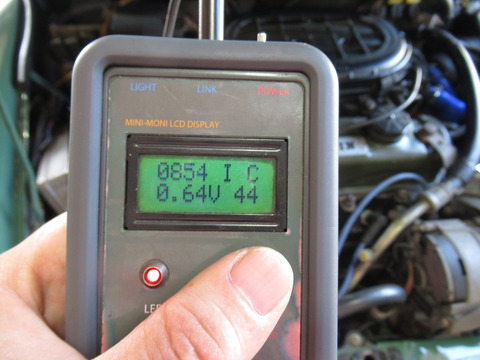 LIGHT LINK
MINI-MONI LCD DISPLAY
0854 I C
0.64V 44